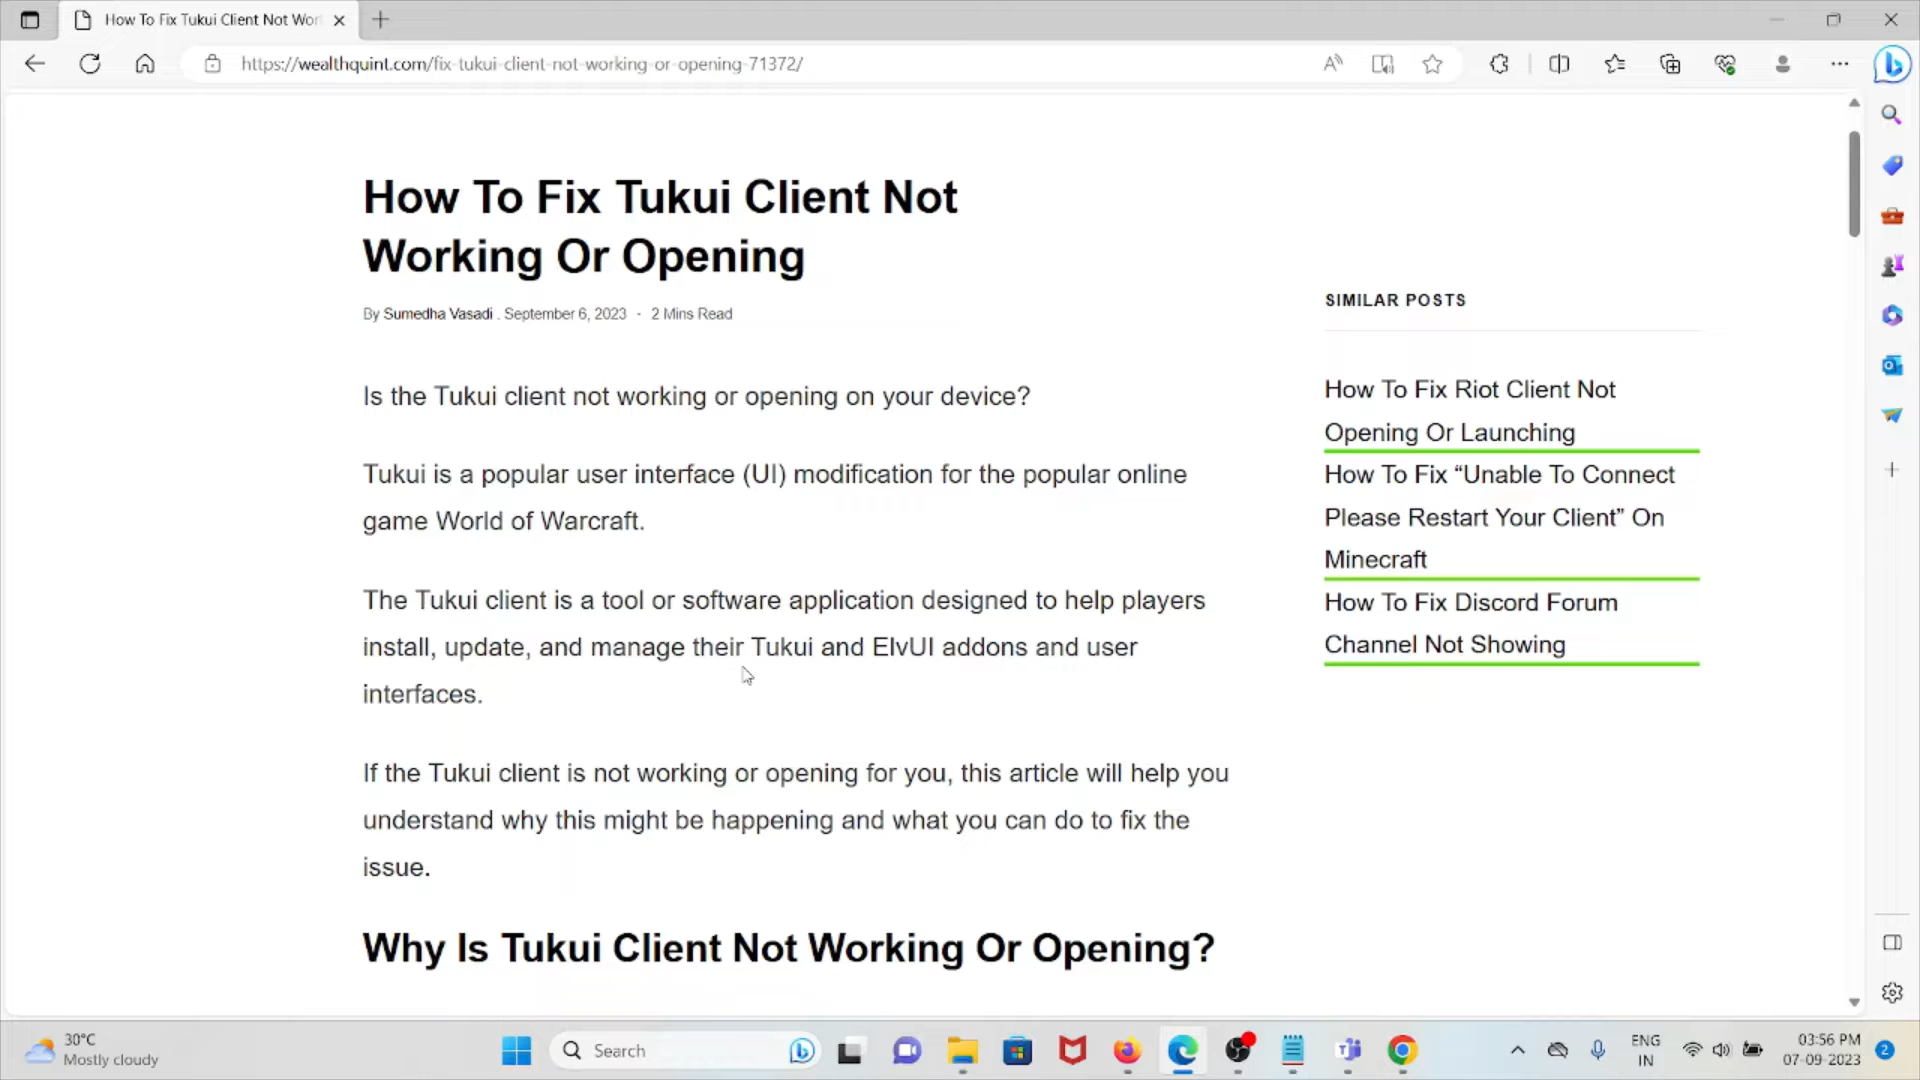 How To Fix Tukui Client Not Wor
https://wealthquint.com/fix-tukui-client-not-working-or-opening-71372/
How To Fix Tukui Client Not
Working Or Opening
By Sumedha Vasadi . September 6, 2023 - 2 Mins Read
Is the Tukui client not working or opening on your device?
Tukui is a popular user interface (UI) modification for the popular online
game World of Warcraft.
The Tukui client is a tool or software application designed to help players
install, update, and manage their Tukui and ElvUI addons and user
interfaces.
If the Tukui client is not working or opening for you, this article will help you
understand why this might be happening and what you can do to fix the
issue.
Why Is Tukui Client Not Working Or Opening?
SIMILAR POSTS
How To Fix Riot Client Not
Opening Or Launching
How To Fix “Unable To Connect
Please Restart Your Client” On
Minecraft
How To Fix Discord Forum
Channel Not Showing
30°C
Mostly cloudy
Search
ENG
IN
03:56 PM
07-09-2023
2